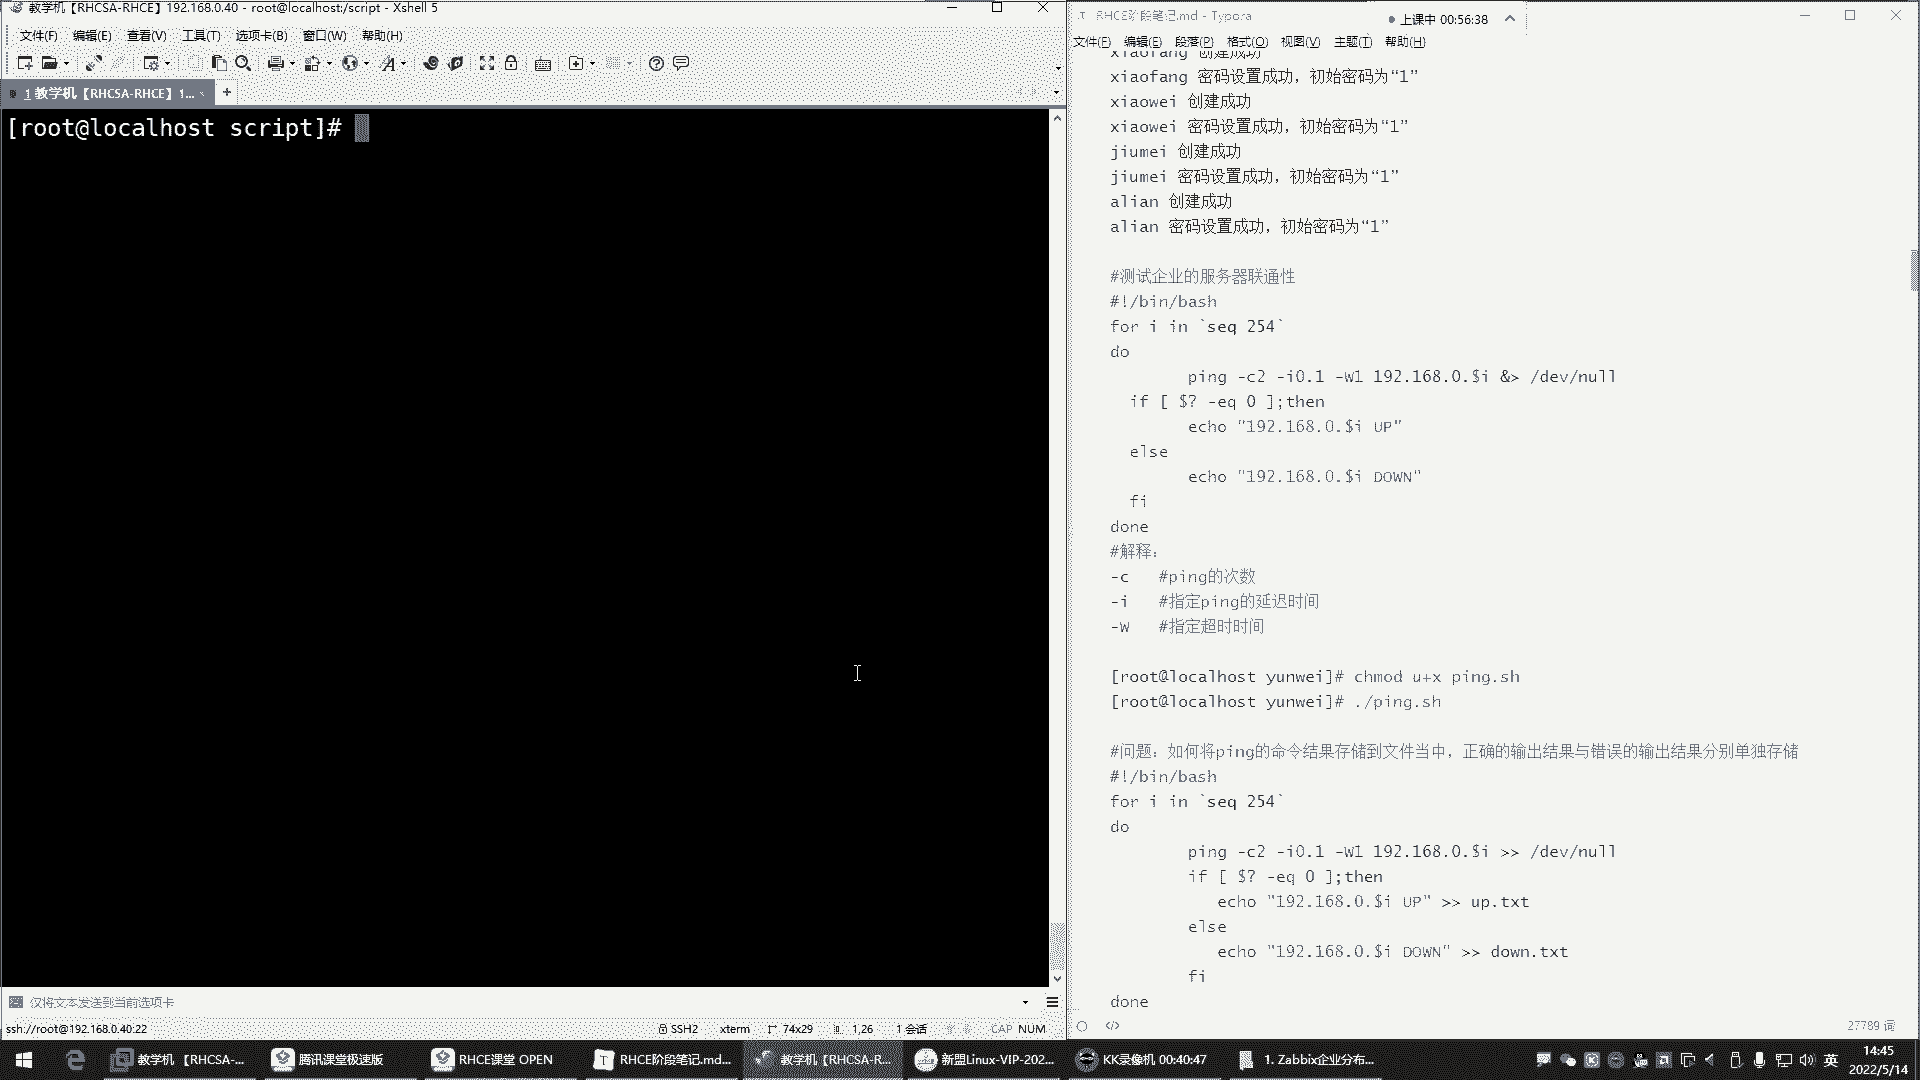 教学机【RHCSA-RHCE】192.168.0.40 - root@localhost:/script - Xshell 5
文件(F) 编辑(E) 查看(V) 工具(T) 选项卡(B) 窗口(W) 帮助(H)
1 教学机【RHCSA-RHCE】1...
[root@localhost script]#
仅将文本发送到当前选项卡
ssh://root@192.168.0.40:22 SSH2 xterm 74x29 1,26 1 会话 CAP NUM
RHCE阶段笔记.md - Typora
上课中 00:56:38
文件(F) 编辑(E) 段落(P) 格式(O) 视图(V) 主题(T) 帮助(H)
xiaofang 创建成功
xiaofang 密码设置成功，初始密码为“1”
xiaowei 创建成功
xiaowei 密码设置成功，初始密码为“1”
jiumei 创建成功
jiumei 密码设置成功，初始密码为“1”
alian 创建成功
alian 密码设置成功，初始密码为“1”
#测试企业的服务器联通性
#!/bin/bash
for i in `seq 254`
do
ping -c2 -i0.1 -W1 192.168.0.$i &> /dev/null
if [ $? -eq 0 ];then
echo "192.168.0.$i UP"
else
echo "192.168.0.$i DOWN"
fi
done
#解释：
-c #ping的次数
-i #指定ping的延迟时间
-W #指定超时时间
[root@localhost yunwei]# chmod u+x ping.sh
[root@localhost yunwei]# ./ping.sh
#问题：如何将ping的命令结果存储到文件当中，正确的输出结果与错误的输出结果分别单独存储
#!/bin/bash
for i in `seq 254`
do
ping -c2 -i0.1 -W1 192.168.0.$i >> /dev/null
if [ $? -eq 0 ];then
echo "192.168.0.$i UP" >> up.txt
else
echo "192.168.0.$i DOWN" >> down.txt
fi
done
27789 词
教学机【RHCSA-... 腾讯课堂极速版 RHCE课堂 OPEN RHCE阶段笔记.md... 教学机【RHCSA-R... 新盟Linux-VIP-202... KK录像机 00:40:47 1. Zabbix企业分布...
英
14:45
2022/5/14